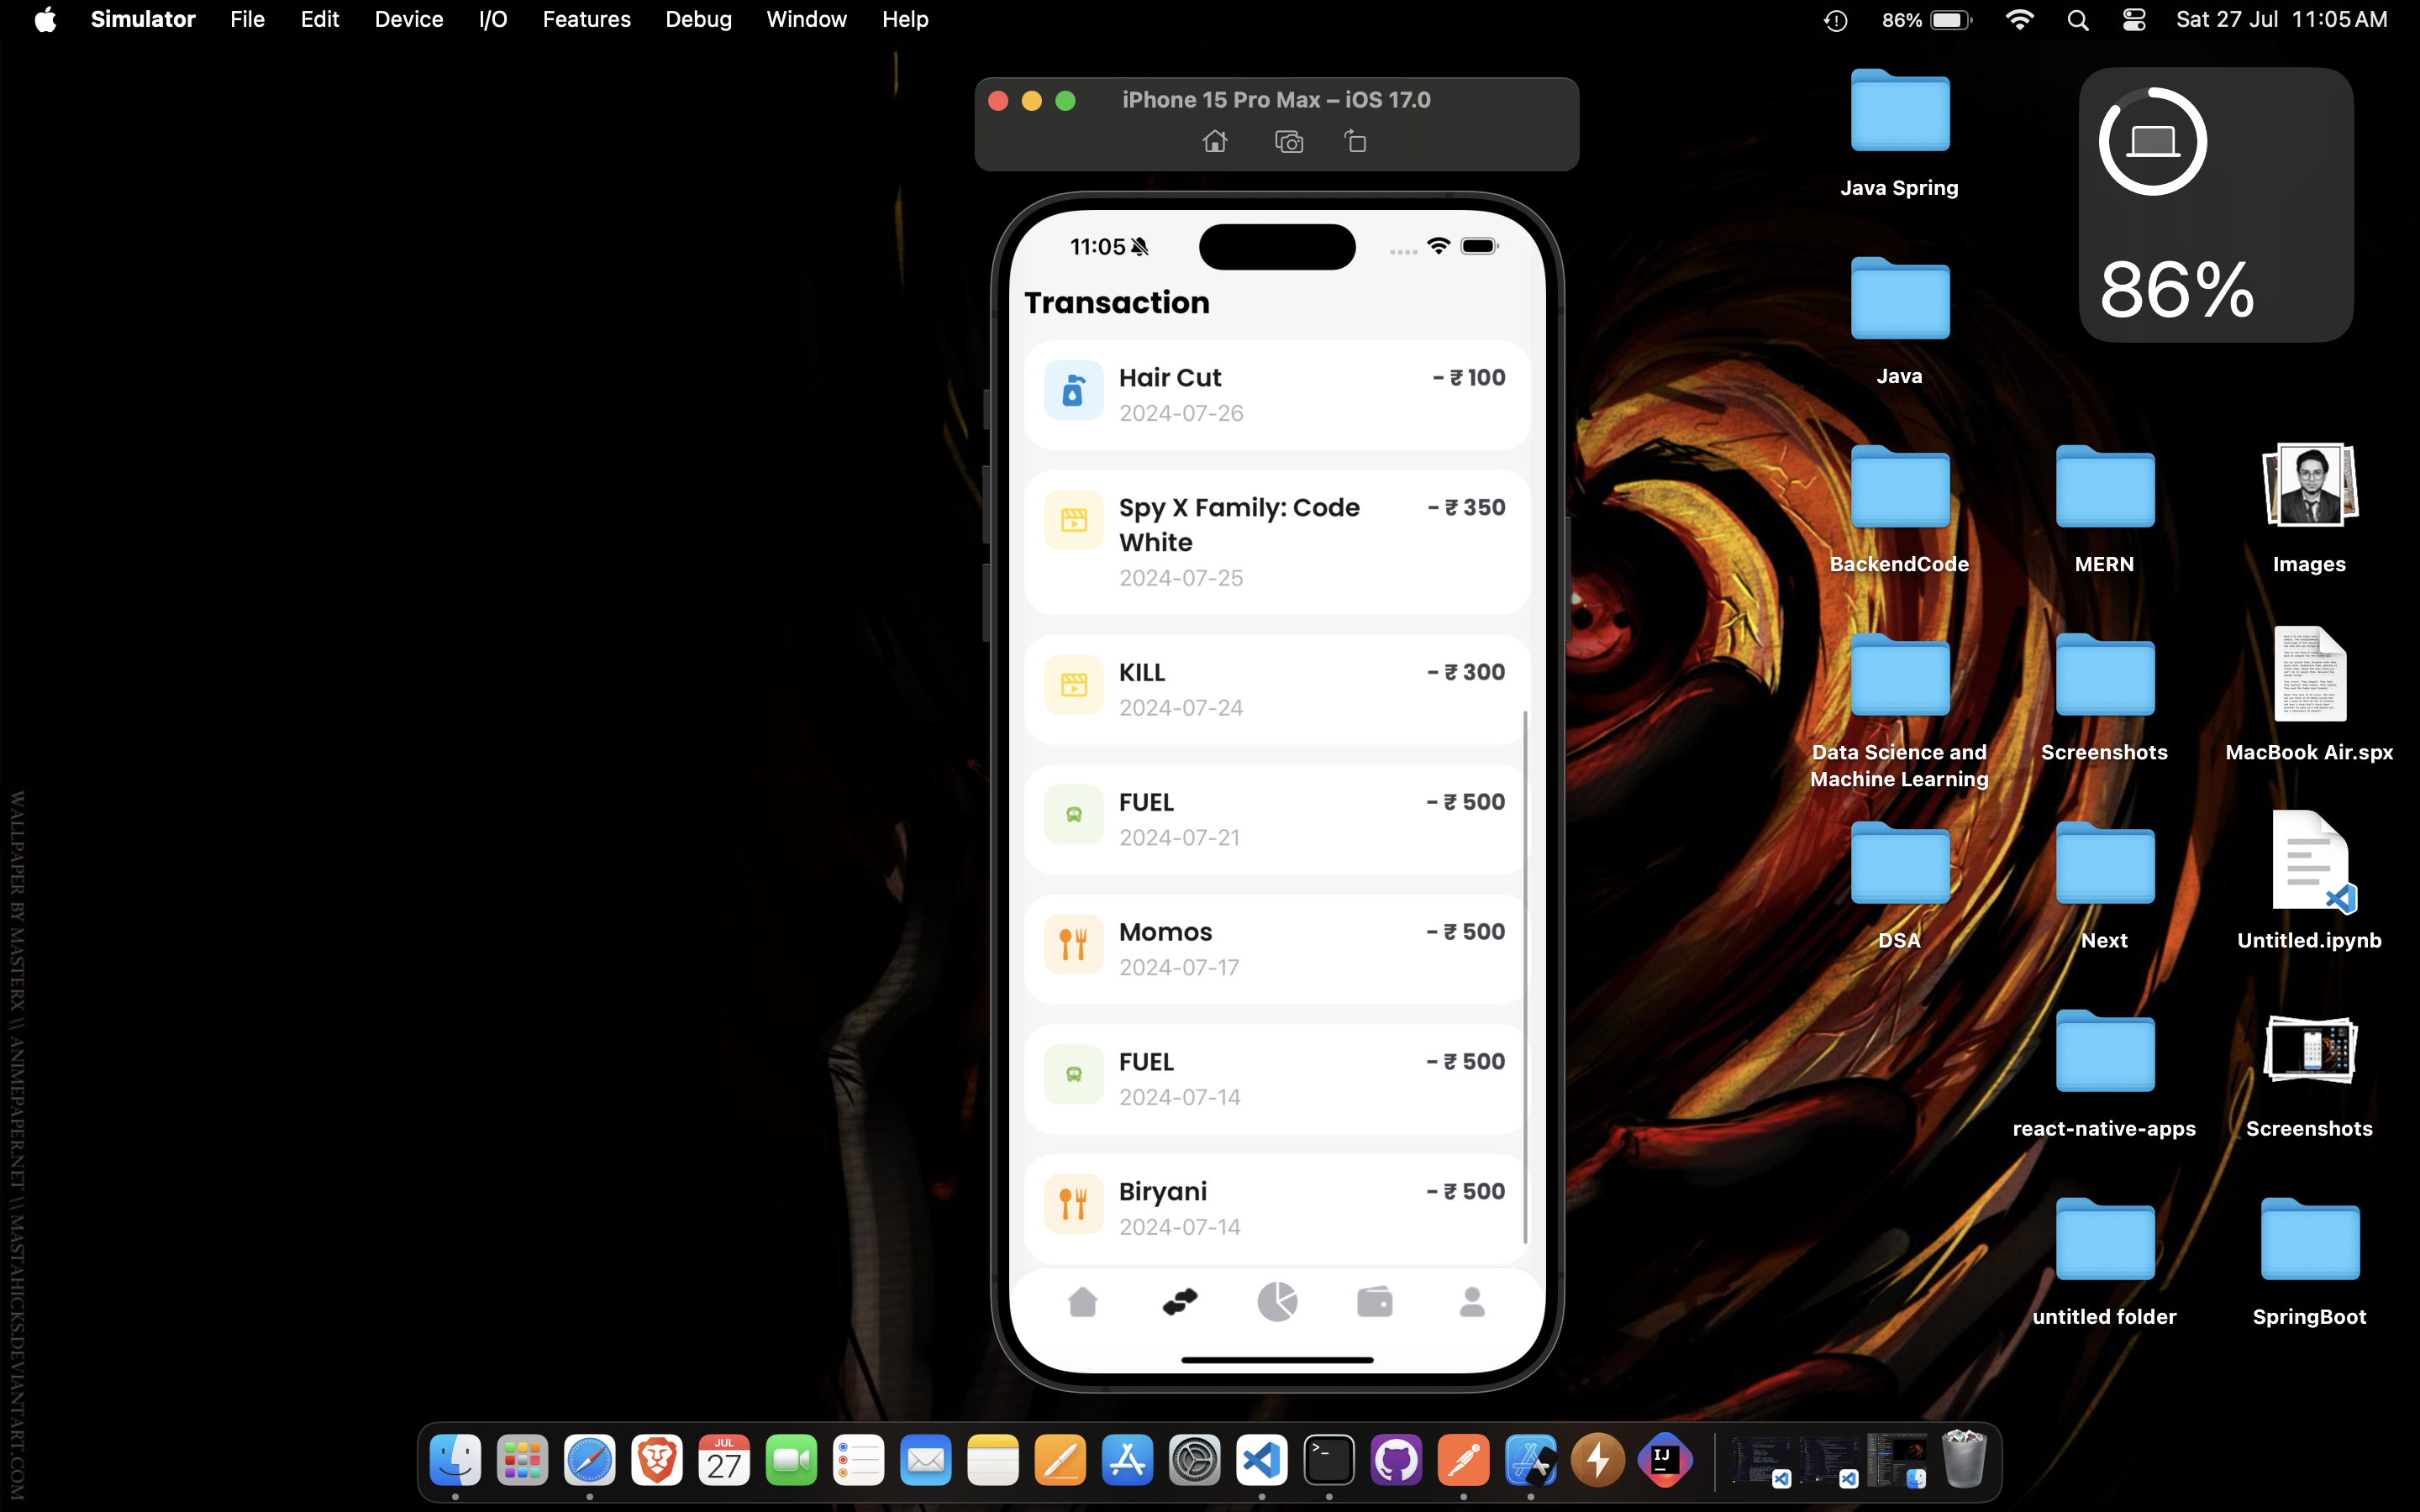 Simulator File Edit Device I/O Features Debug Window Help
86% Sat 27 Jul 11:05 AM
iPhone 15 Pro Max – iOS 17.0
11:05
Transaction
Hair Cut - ₹ 100
2024-07-26
Spy X Family: Code - ₹ 350
White
2024-07-25
KILL - ₹ 300
2024-07-24
FUEL - ₹ 500
2024-07-21
Momos - ₹ 500
2024-07-17
FUEL - ₹ 500
2024-07-14
Biryani - ₹ 500
2024-07-14
86%
Java Spring
Java
BackendCode MERN Images
Data Science and Screenshots MacBook Air.spx
Machine Learning
DSA Next Untitled.ipynb
react-native-apps Screenshots
untitled folder SpringBoot
WALLPAPER BY MASTERX \\ ANIMEPAPER.NET \\ MASTAHICKS.DEVIANTART.COM
JUL
27
>_
IJ